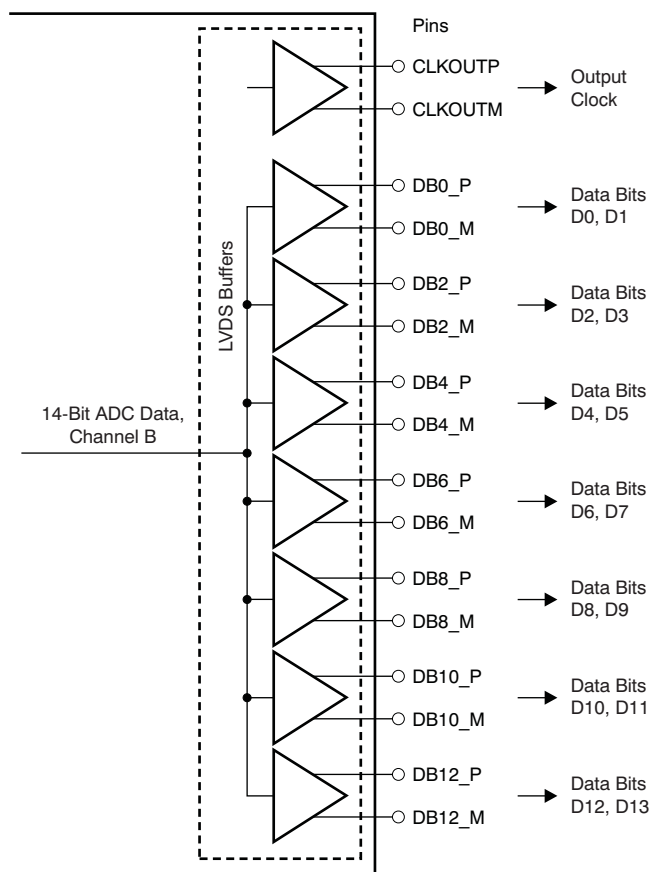 Pins
CLKOUTP
CLKOUTM
Output
Clock
DB0_P
DB0_M
Data Bits
D0, D1
LVDS Buffers
DB2_P
DB2_M
Data Bits
D2, D3
DB4_P
DB4_M
Data Bits
D4, D5
14-Bit ADC Data,
Channel B
DB6_P
DB6_M
Data Bits
D6, D7
DB8_P
DB8_M
Data Bits
D8, D9
DB10_P
DB10_M
Data Bits
D10, D11
DB12_P
DB12_M
Data Bits
D12, D13